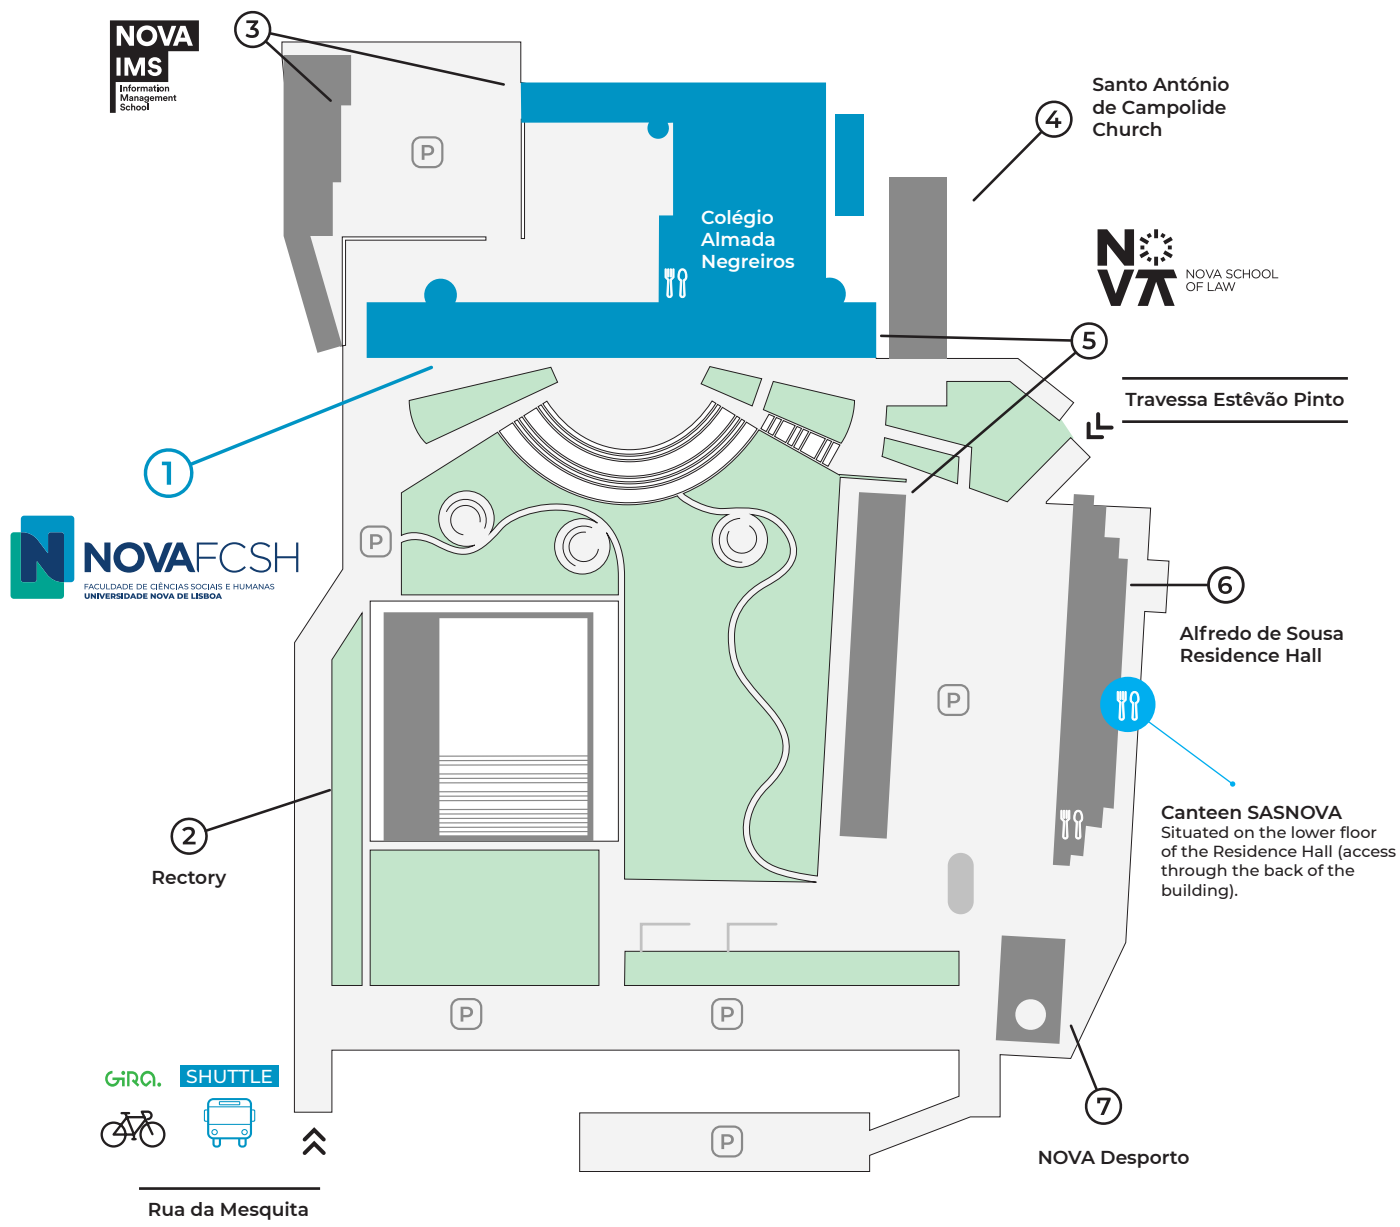 NOVA
IMS
Information
Management
School
3
P
Colégio
Almada
Negreiros
4
Santo António
de Campolide
Church
NOVA
NOVA SCHOOL
OF LAW
5
Travessa Estêvão Pinto
1
N NOVAFCSH
FACULDADE DE CIÊNCIAS SOCIAIS E HUMANAS
UNIVERSIDADE NOVA DE LISBOA
P
6
Alfredo de Sousa
Residence Hall
P
Canteen SASNOVA
Situated on the lower floor
of the Residence Hall (access
through the back of the
building).
2
Rectory
P
P
GiRA.
SHUTTLE
7
P
NOVA Desporto
Rua da Mesquita